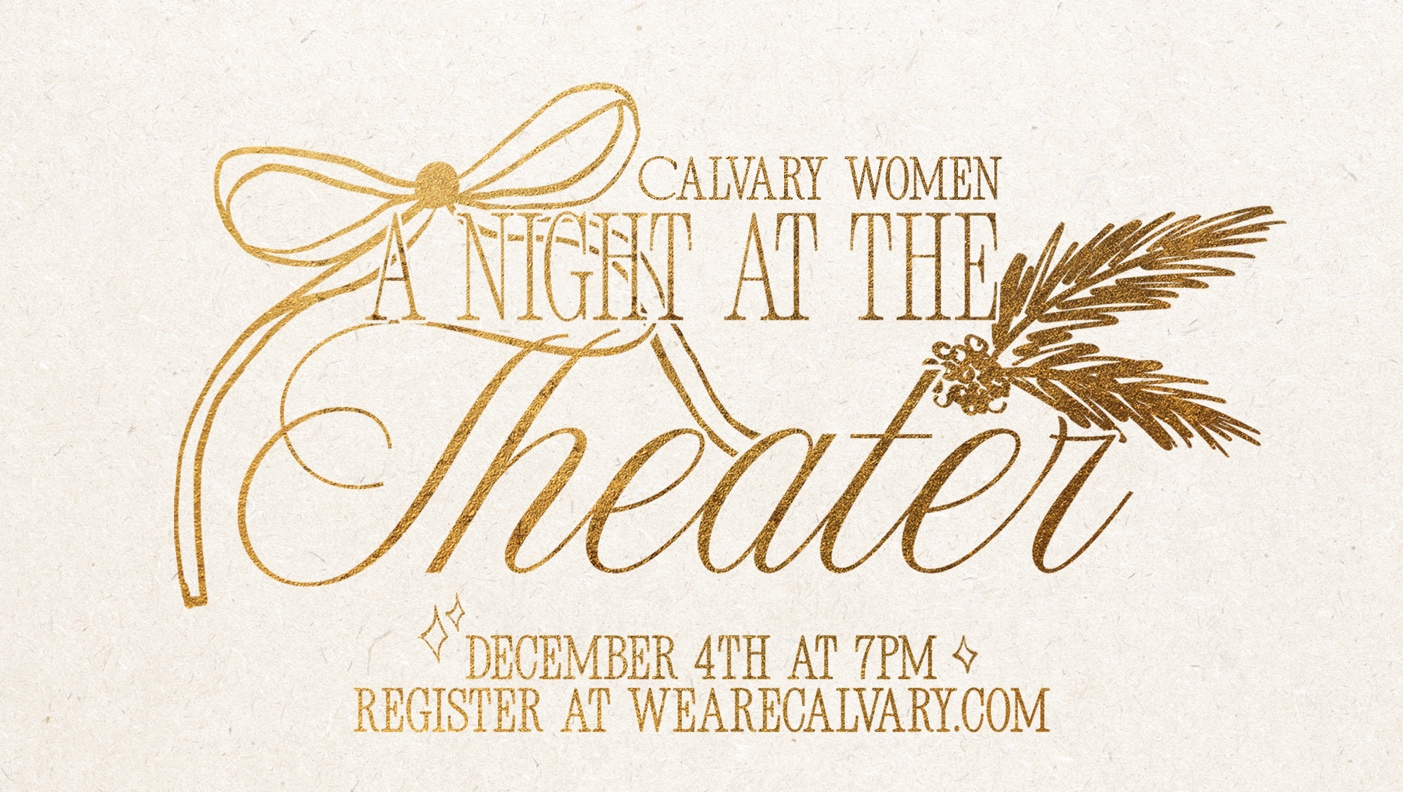 CALVARY WOMEN
A NIGHT AT THE
Theater
DECEMBER 4TH AT 7PM
REGISTER AT WEARECALVARY.COM